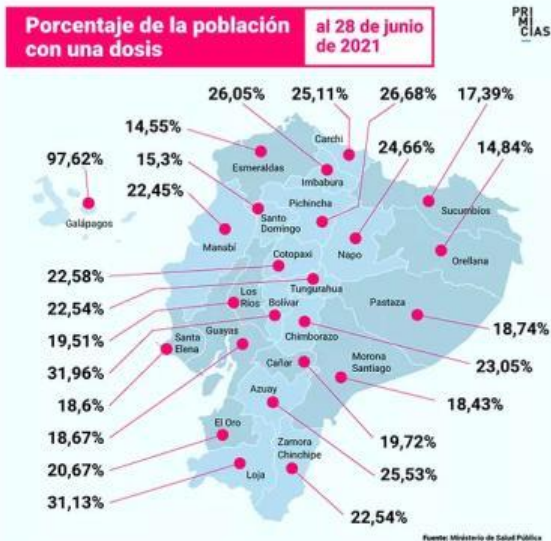 Porcentaje de la población
con una dosis
al 28 de junio
de 2021
PRI
MI
CIAS
26,05%
25,11%
26,68%
17,39%
14,55%
Carchi
24,66%
14,84%
97,62%
15,3%
Esmeraldas
Imbabura
22,45%
Pichincha
Sucumbíos
Galápagos
Santo
Domingo
Manabí
Napo
Orellana
Cotopaxi
22,58%
Tungurahua
22,54%
Los
Ríos
Bolívar
Pastaza
19,51%
Guayas
Chimborazo
18,74%
31,96%
Santa
Elena
23,05%
18,6%
Cañar
Morona
Santiago
18,43%
18,67%
Azuay
19,72%
El Oro
20,67%
Zamora
Chinchipe
25,53%
31,13%
Loja
22,54%
Fuente: Ministerio de Salud Pública